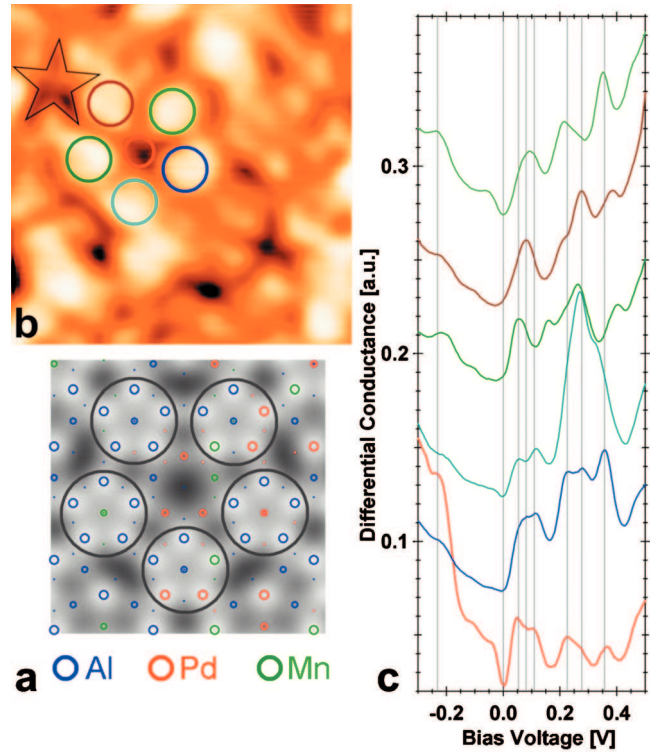 b
a
Al Pd Mn
c
Differential Conductance [a.u.]
0.3
0.2
0.1
-0.2 0.0 0.2 0.4
Bias Voltage [V]